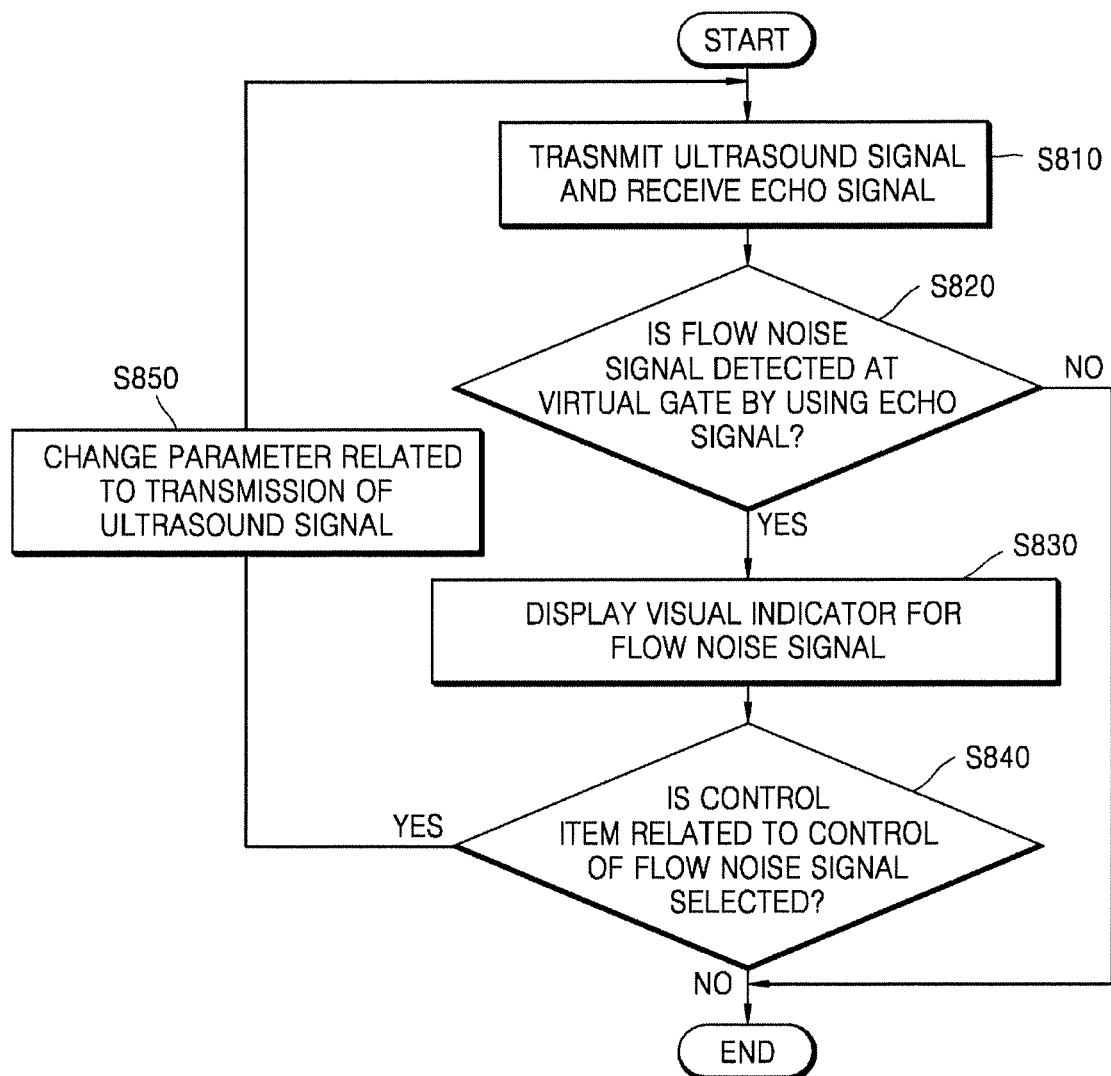 START
TRASNMIT ULTRASOUND SIGNAL
AND RECEIVE ECHO SIGNAL
S810
IS FLOW NOISE
SIGNAL DETECTED AT
VIRTUAL GATE BY USING ECHO
SIGNAL?
S820
NO
YES
S850
CHANGE PARAMETER RELATED
TO TRANSMISSION OF
ULTRASOUND SIGNAL
S830
DISPLAY VISUAL INDICATOR FOR
FLOW NOISE SIGNAL
S840
IS CONTROL
ITEM RELATED TO CONTROL
OF FLOW NOISE SIGNAL
SELECTED?
YES
NO
END